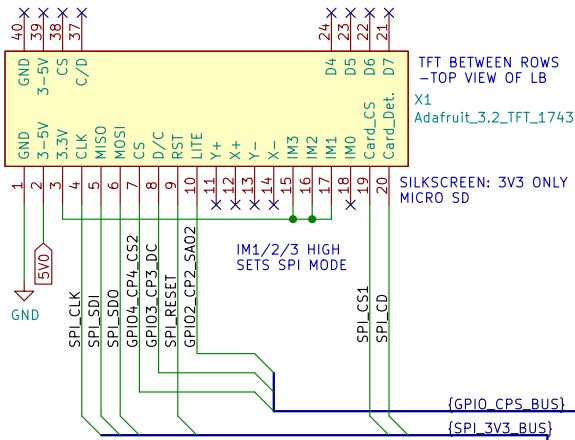 40 39 38 37 24 23 22 21
GND 3-5V CS C/D D4 D5 D6 D7
TFT BETWEEN ROWS
-TOP VIEW OF LB
X1
Adafruit_3.2_TFT_1743
GND 3-5V 3.3V CLK MISO MOSI CS D/C RST LITE Y+ X+ Y- X- IM3 IM2 IM1 IM0 Card_CS Card_Det.
1 2 3 4 5 6 7 8 9 10 11 12 13 14 15 16 17 18 19 20
SILKSCREEN: 3V3 ONLY
MICRO SD
IM1/2/3 HIGH
SETS SPI MODE
5V0
GND
SPI_CLK
SPI_SDI
SPI_SDO
GPIO4_CP4_CS2
GPIO3_CP3_DC
SPI_RESET
GPIO2_CP2_SAO2
SPI_CS1
SPI_CD
{GPIO_CPS_BUS}
{SPI_3V3_BUS}